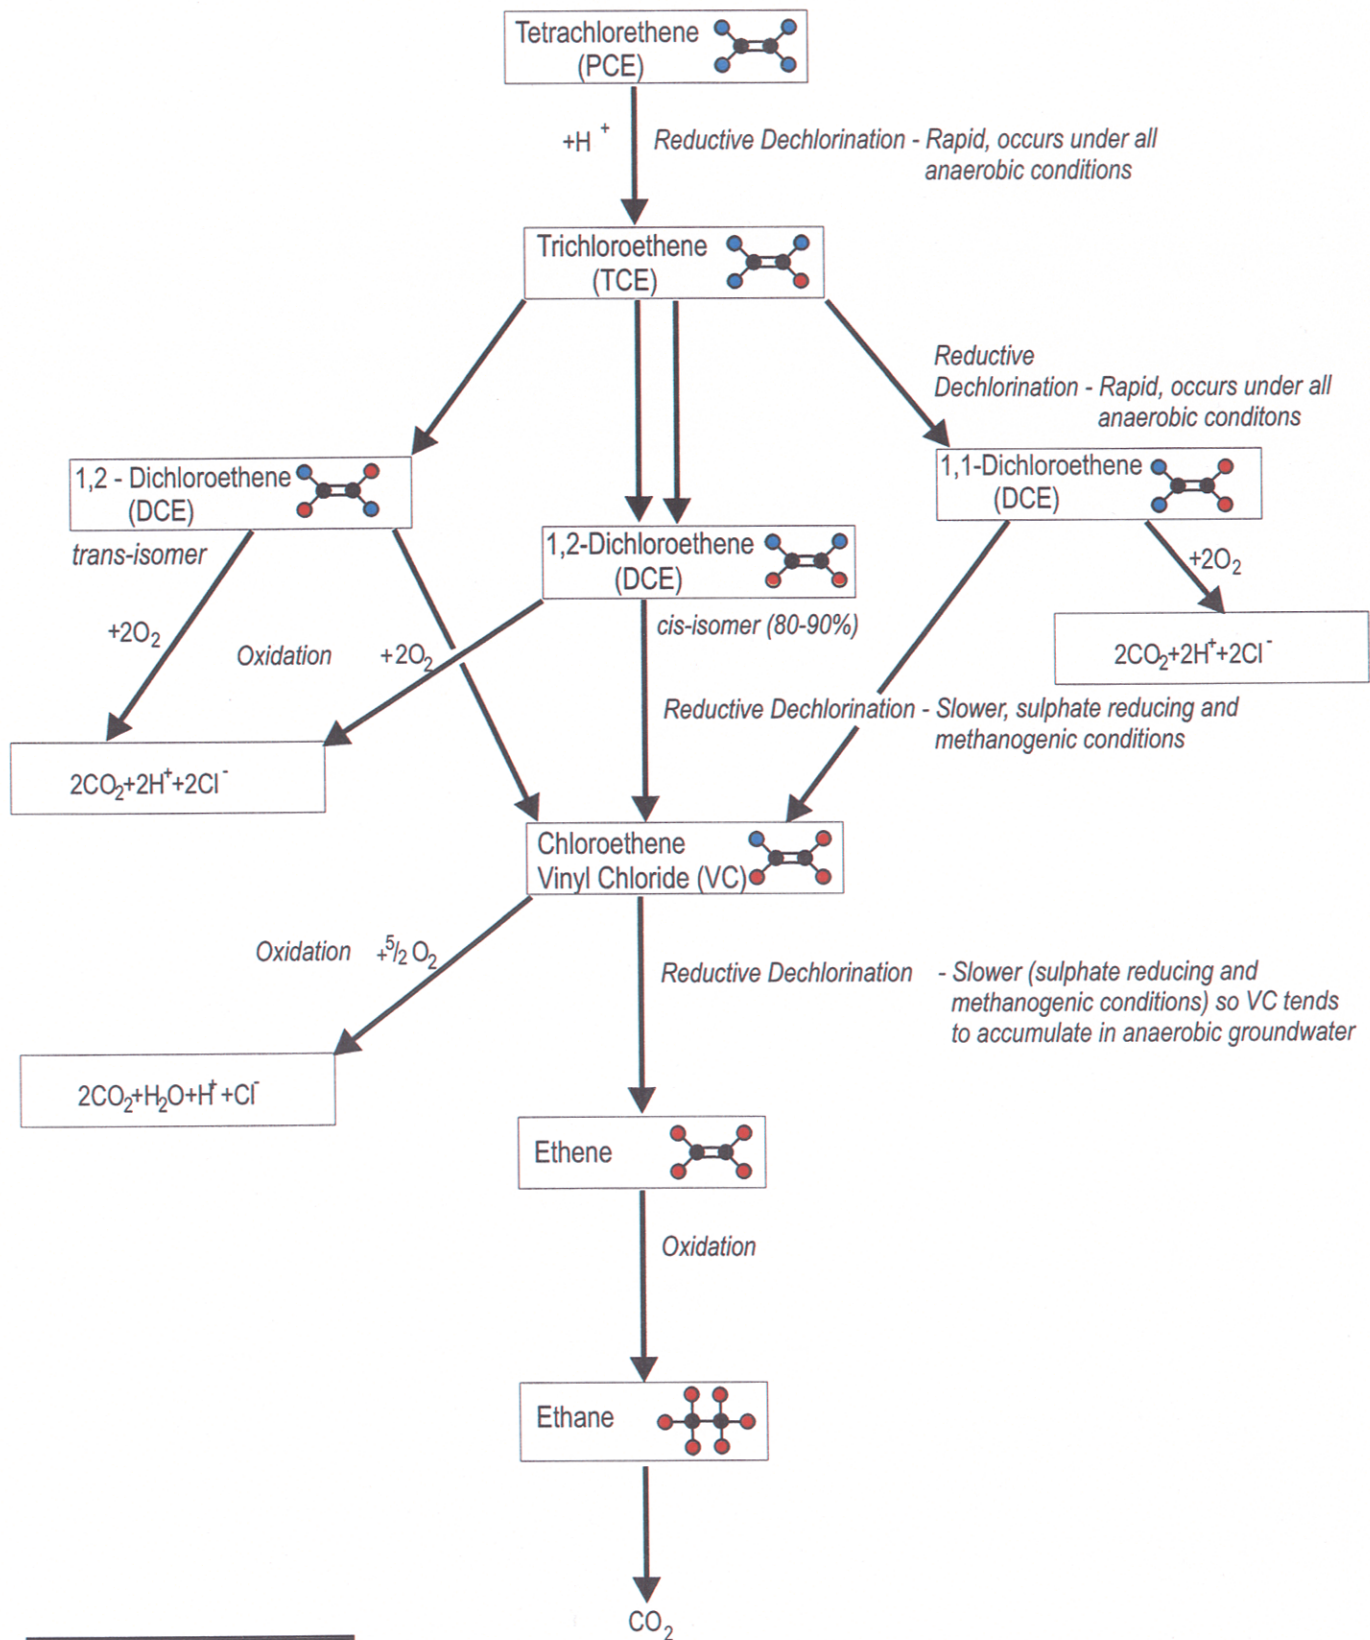 Tetrachlorethene
(PCE)
+H +
Reductive Dechlorination - Rapid, occurs under all
anaerobic conditions
Trichloroethene
(TCE)
Reductive
Dechlorination - Rapid, occurs under all
anaerobic conditons
1,2 - Dichloroethene
(DCE)
trans-isomer
1,2-Dichloroethene
(DCE)
cis-isomer (80-90%)
1,1-Dichloroethene
(DCE)
+2O2
+2O2
Oxidation
+2O2
2CO2+2H++2Cl-
Reductive Dechlorination - Slower, sulphate reducing and
methanogenic conditions
2CO2+2H++2Cl-
Chloroethene
Vinyl Chloride (VC)
Oxidation +5/2 O2
Reductive Dechlorination - Slower (sulphate reducing and
methanogenic conditions) so VC tends
to accumulate in anaerobic groundwater
2CO2+H2O+H++Cl-
Ethene
Oxidation
Ethane
CO2